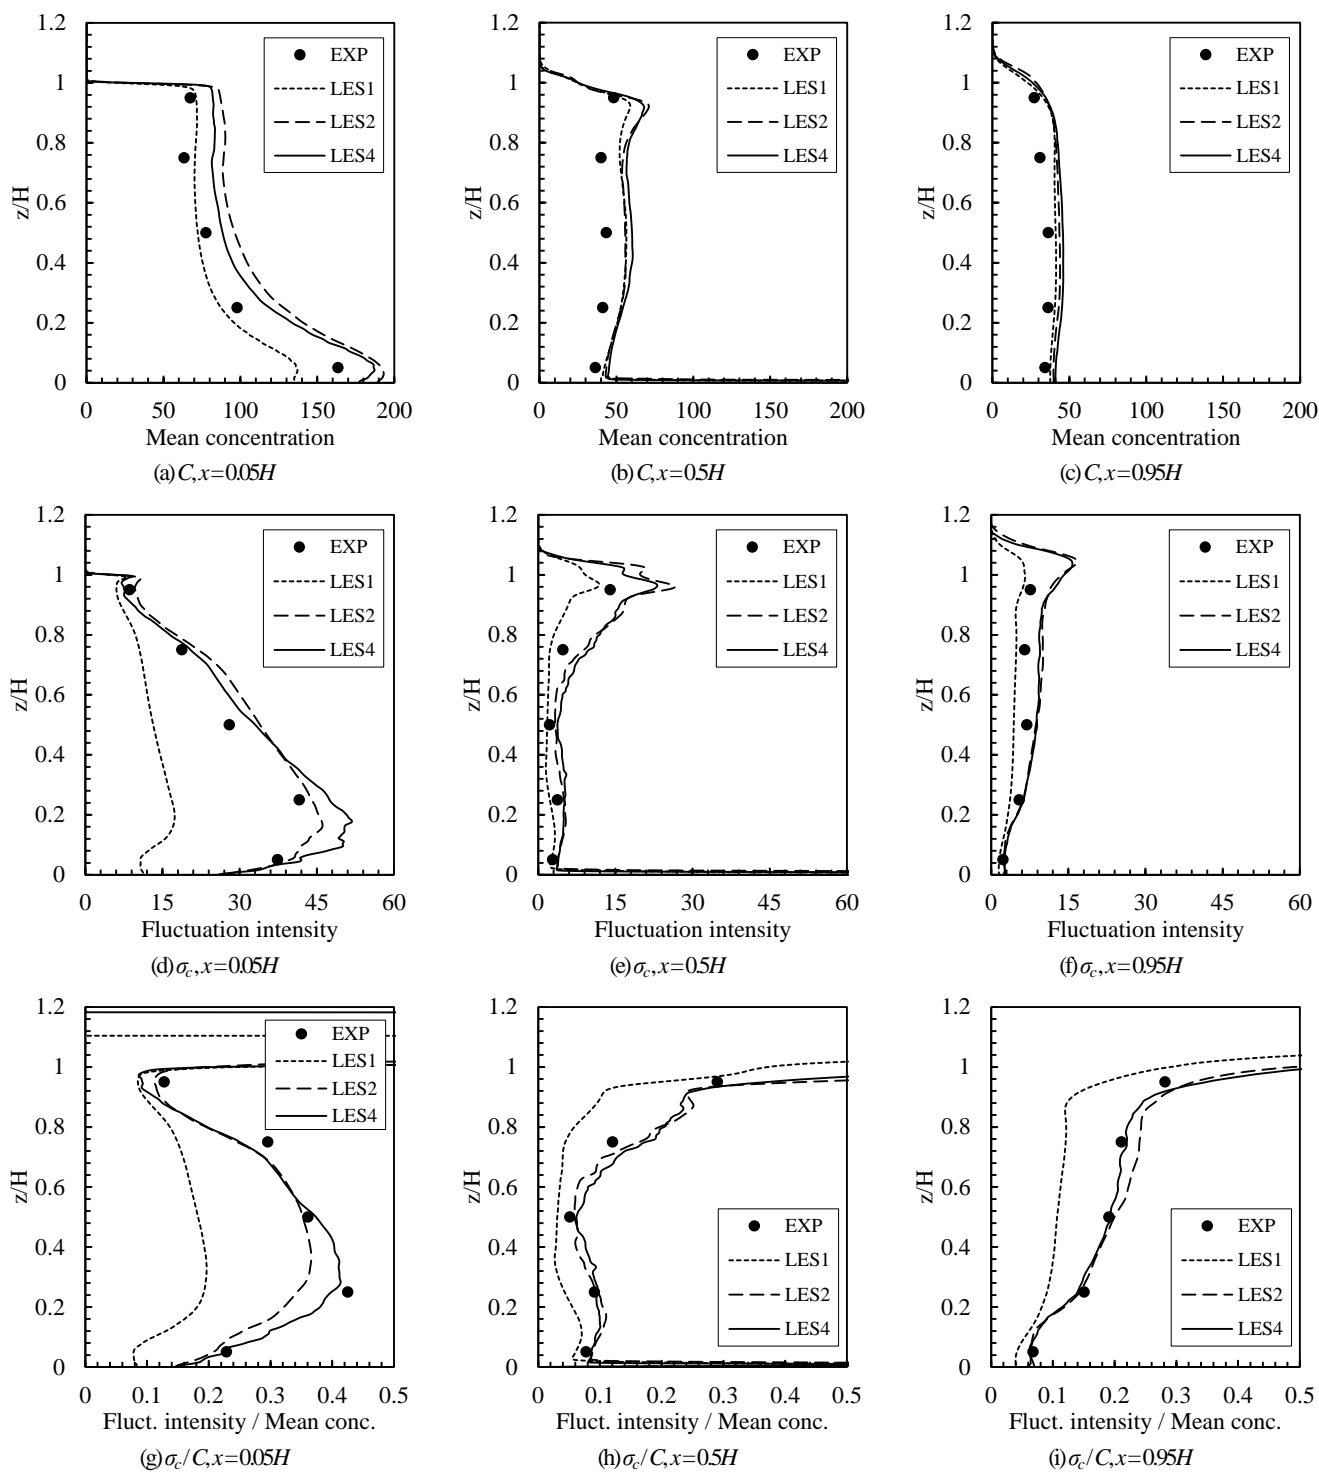 1.2
1
0.8
0.6
0.4
0.2
0
z/H
EXP
LES1
LES2
LES4
0 50 100 150 200
Mean concentration
(a) C, x=0.05H
1.2
1
0.8
0.6
0.4
0.2
0
z/H
EXP
LES1
LES2
LES4
0 50 100 150 200
Mean concentration
(b) C, x=0.5H
1.2
1
0.8
0.6
0.4
0.2
0
z/H
EXP
LES1
LES2
LES4
0 50 100 150 200
Mean concentration
(c) C, x=0.95H
1.2
1
0.8
0.6
0.4
0.2
0
z/H
EXP
LES1
LES2
LES4
0 15 30 45 60
Fluctuation intensity
(d) σc, x=0.05H
1.2
1
0.8
0.6
0.4
0.2
0
z/H
EXP
LES1
LES2
LES4
0 15 30 45 60
Fluctuation intensity
(e) σc, x=0.5H
1.2
1
0.8
0.6
0.4
0.2
0
z/H
EXP
LES1
LES2
LES4
0 15 30 45 60
Fluctuation intensity
(f) σc, x=0.95H
1.2
1
0.8
0.6
0.4
0.2
0
z/H
EXP
LES1
LES2
LES4
0 0.1 0.2 0.3 0.4 0.5
Fluct. intensity / Mean conc.
(g) σc/C, x=0.05H
1.2
1
0.8
0.6
0.4
0.2
0
z/H
EXP
LES1
LES2
LES4
0 0.1 0.2 0.3 0.4 0.5
Fluct. intensity / Mean conc.
(h) σc/C, x=0.5H
1.2
1
0.8
0.6
0.4
0.2
0
z/H
EXP
LES1
LES2
LES4
0 0.1 0.2 0.3 0.4 0.5
Fluct. intensity / Mean conc.
(i) σc/C, x=0.95H